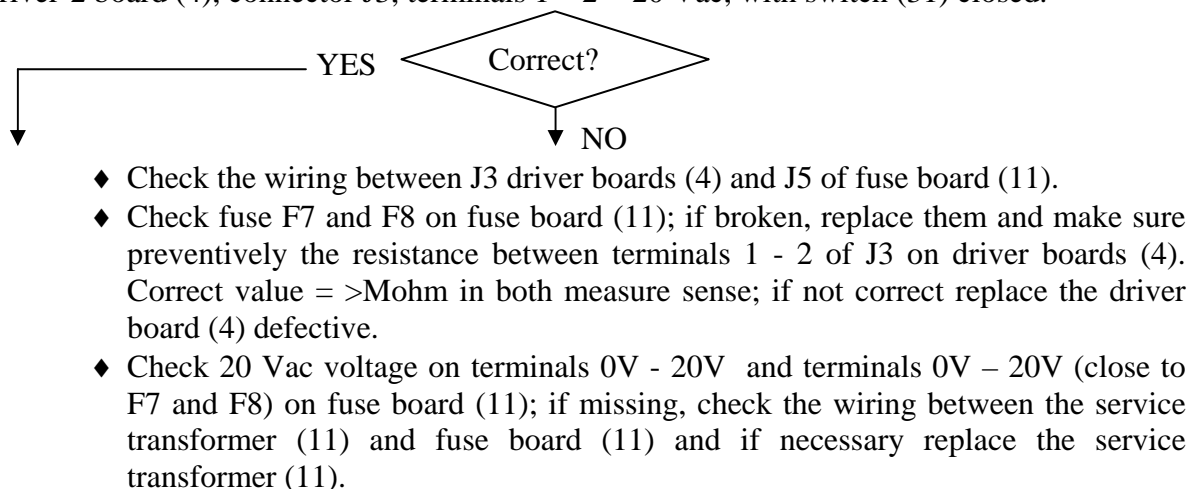 driver 2 board (4), connector J3, terminals 1 – 2 = 20 Vac, with switch (31) closed.
YES Correct?
NO
♦ Check the wiring between J3 driver boards (4) and J5 of fuse board (11).
♦ Check fuse F7 and F8 on fuse board (11); if broken, replace them and make sure
preventively the resistance between terminals 1 - 2 of J3 on driver boards (4).
Correct value = >Mohm in both measure sense; if not correct replace the driver
board (4) defective.
♦ Check 20 Vac voltage on terminals 0V - 20V and terminals 0V – 20V (close to
F7 and F8) on fuse board (11); if missing, check the wiring between the service
transformer (11) and fuse board (11) and if necessary replace the service
transformer (11).